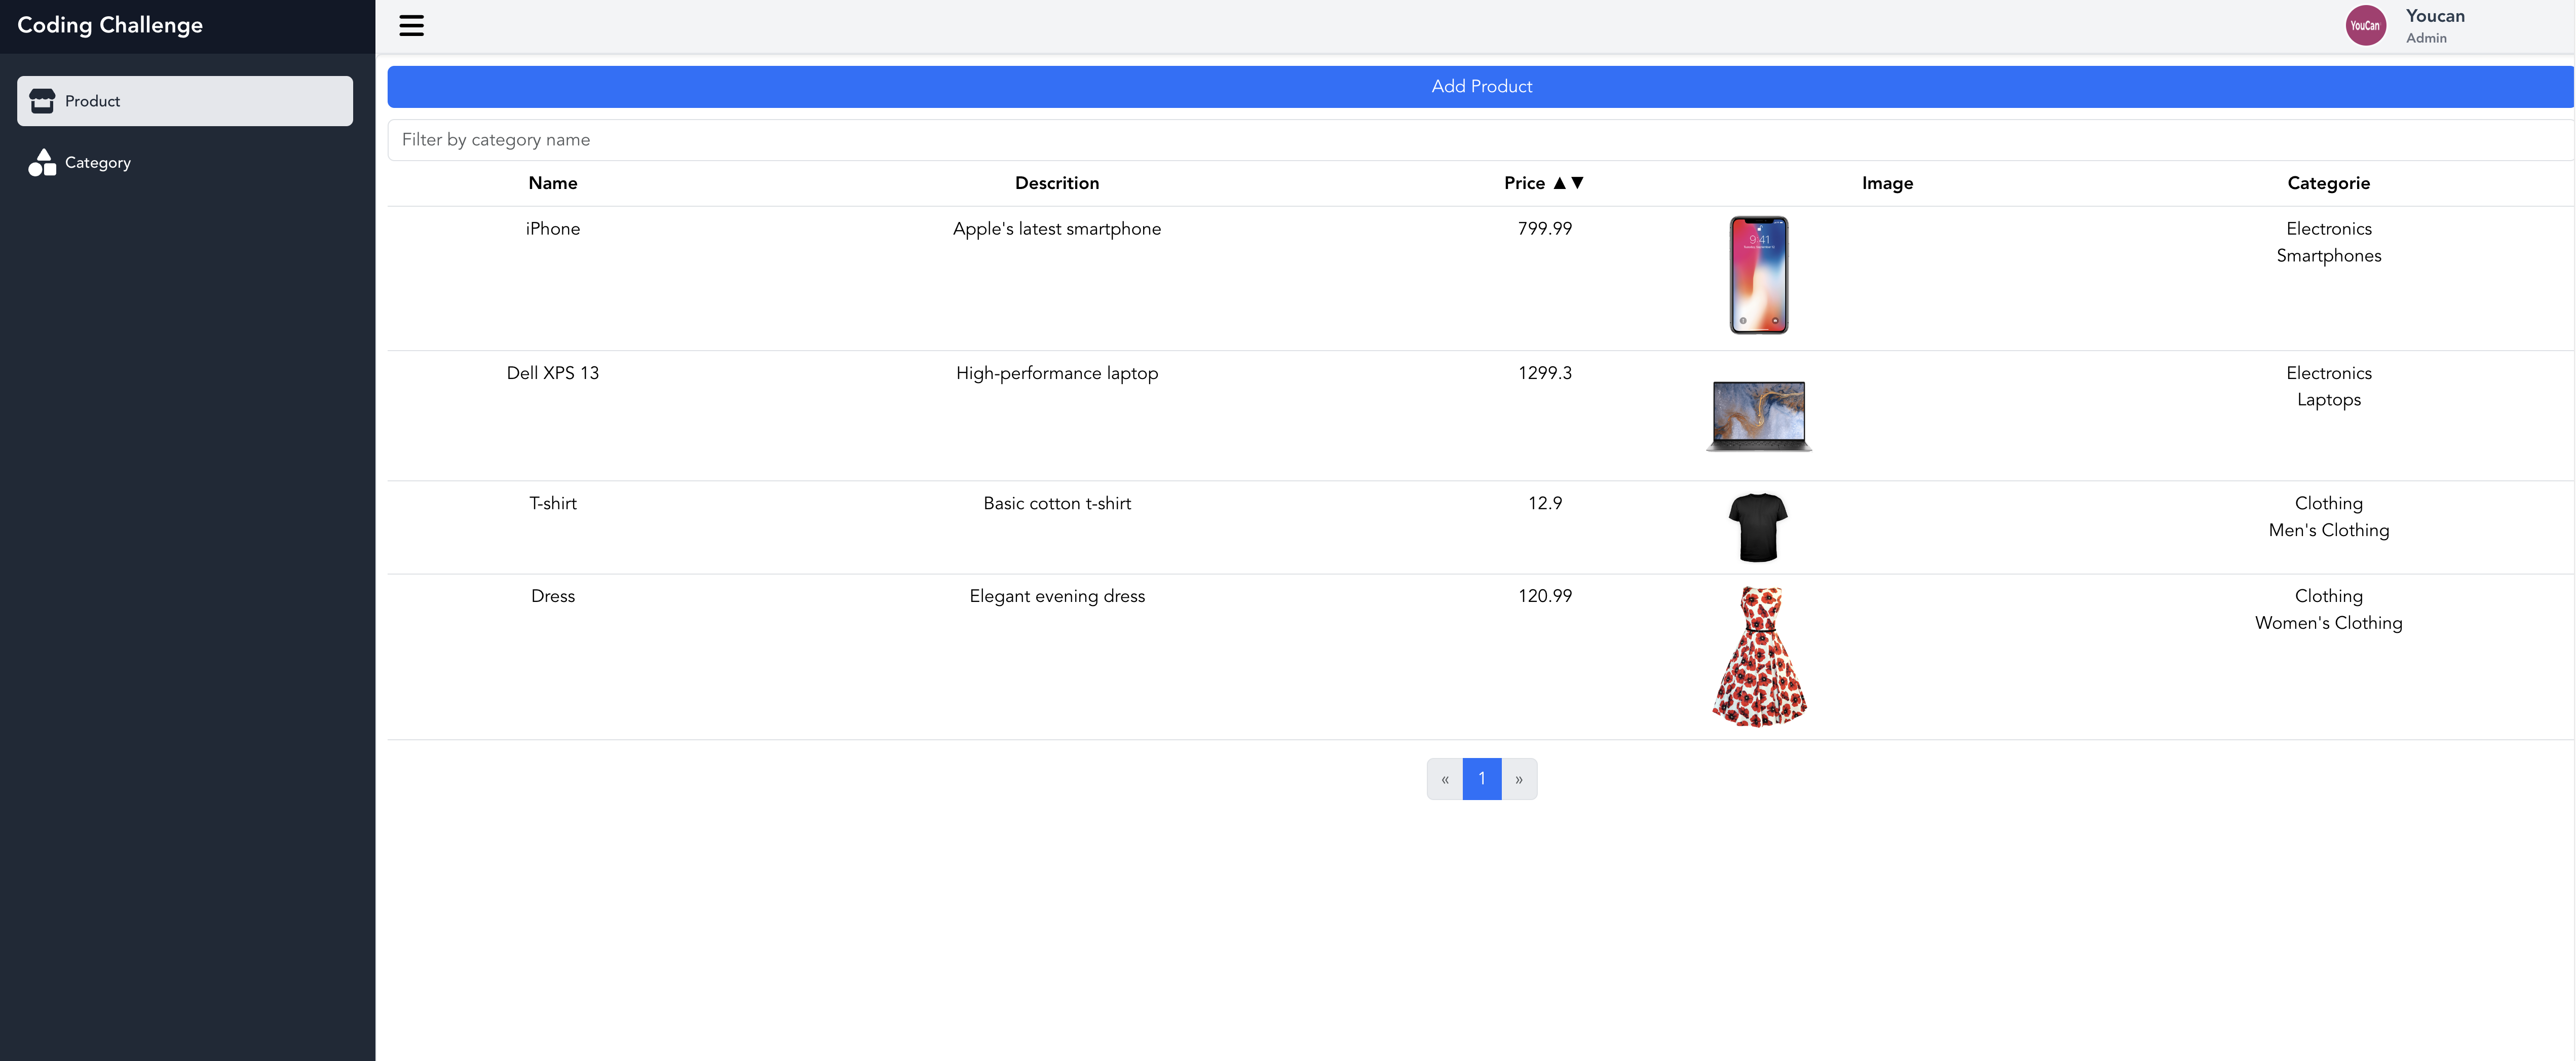 Coding Challenge
YouCan
Youcan
Admin
Product
Category
Add Product
Filter by category name
Name Descrition Price ▲▼ Image Categorie
iPhone Apple's latest smartphone 799.99 Electronics
Smartphones
9:41
Dell XPS 13 High-performance laptop 1299.3 Electronics
Laptops
T-shirt Basic cotton t-shirt 12.9 Clothing
Men's Clothing
Dress Elegant evening dress 120.99 Clothing
Women's Clothing
« 1 »